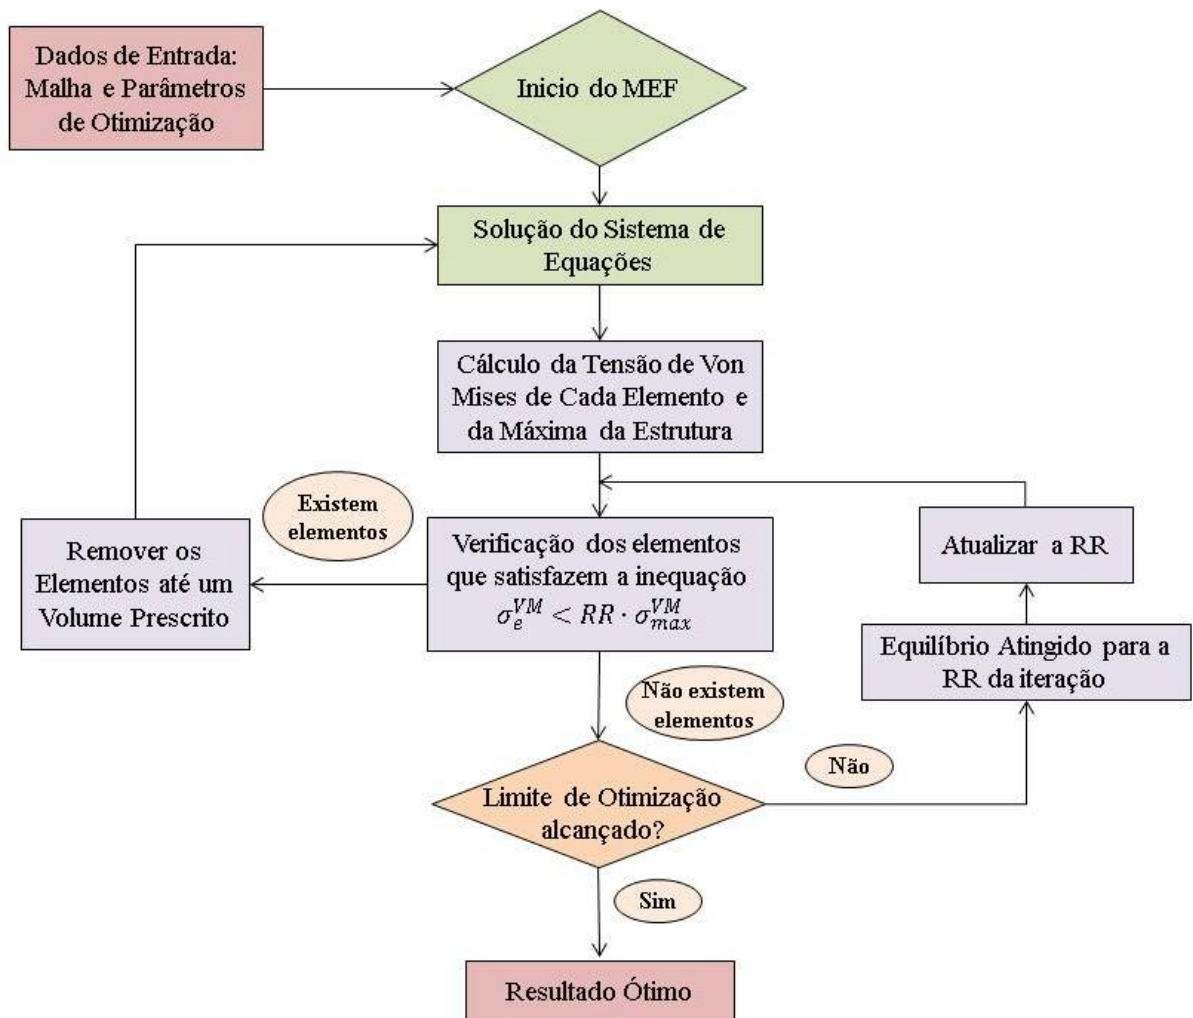 Dados de Entrada:
Malha e Parâmetros
de Otimização
Inicio do MEF
Solução do Sistema de
Equações
Cálculo da Tensão de Von
Mises de Cada Elemento e
da Máxima da Estrutura
Existem
elementos
Remover os
Elementos até um
Volume Prescrito
Verificação dos elementos
que satisfazem a inequação
σ_e^{VM} < RR · σ_{max}^{VM}
Atualizar a RR
Equilíbrio Atingido para a
RR da iteração
Não existem
elementos
Limite de Otimização
alcançado?
Não
Sim
Resultado Ótimo